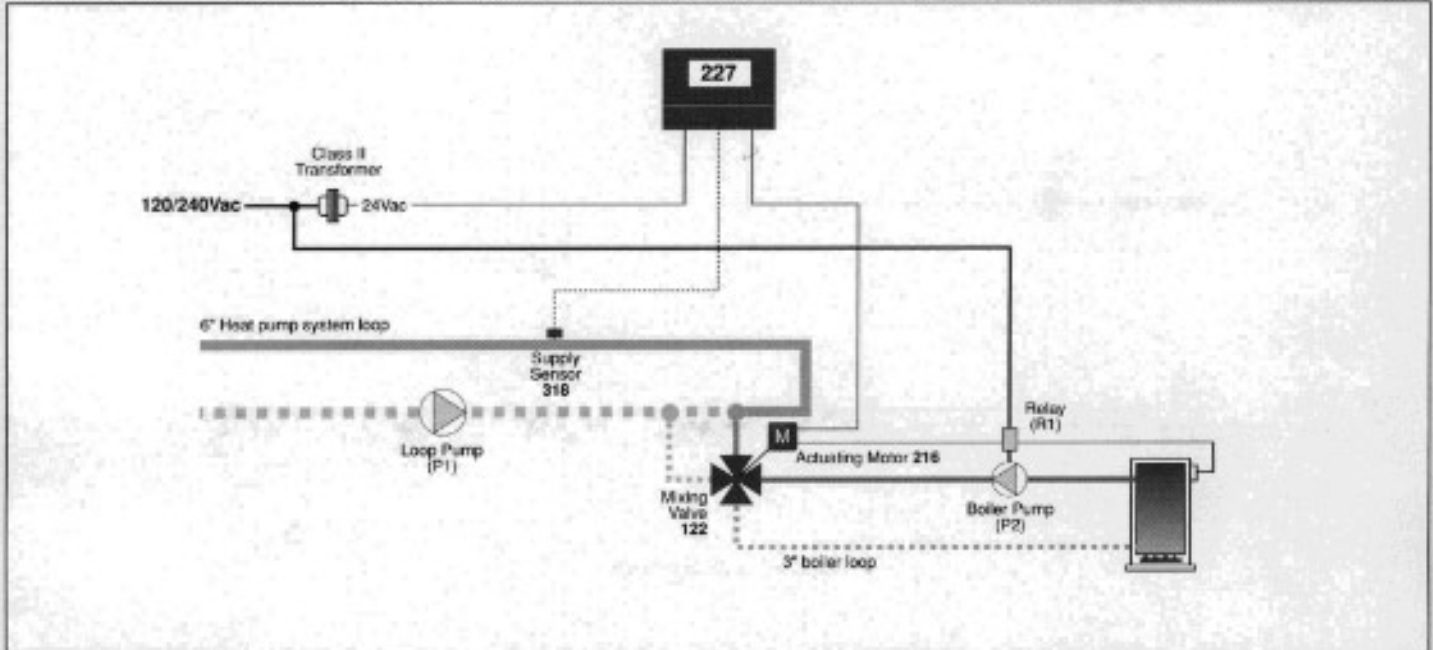 227
Class II
Transformer
120/240Vac
24Vac
6" Heat pump system loop
Supply
Sensor
318
Loop Pump
(P1)
Relay
(R1)
M
Actuating Motor 216
Mixing
Valve
122
Boiler Pump
(P2)
3" boiler loop